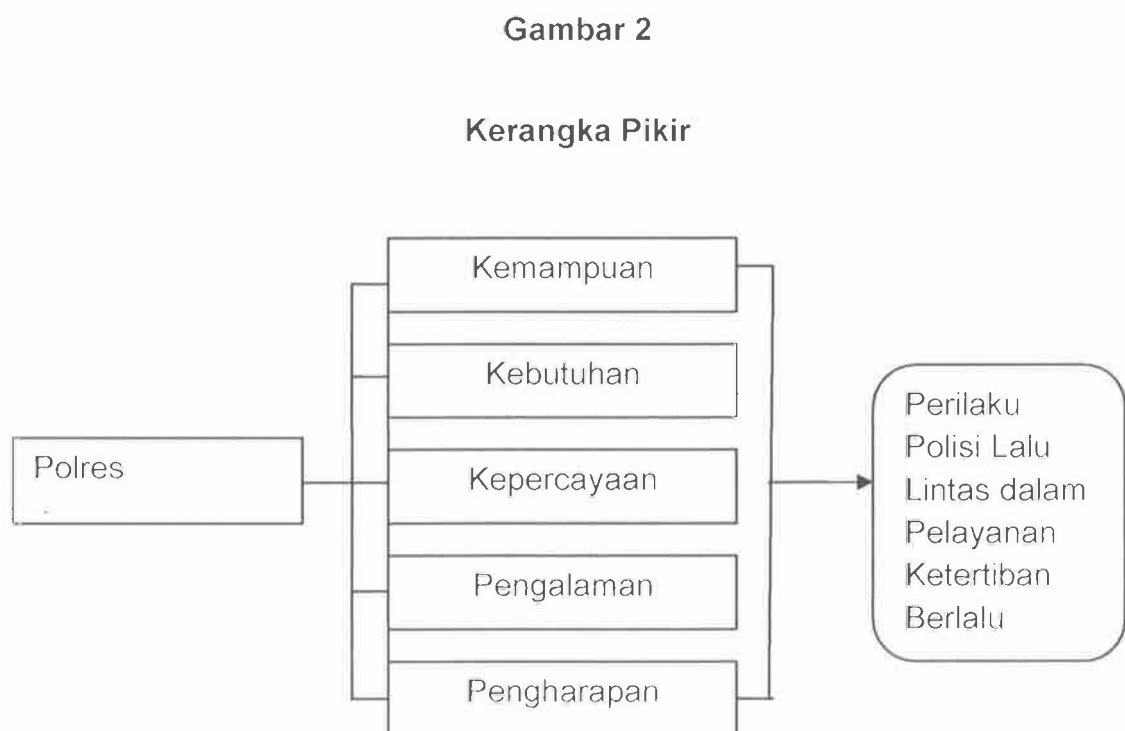 Gambar 2
Kerangka Pikir
Polres
Kemampuan
Kebutuhan
Kepercayaan
Pengalaman
Pengharapan
Perilaku
Polisi Lalu
Lintas dalam
Pelayanan
Ketertiban
Berlalu